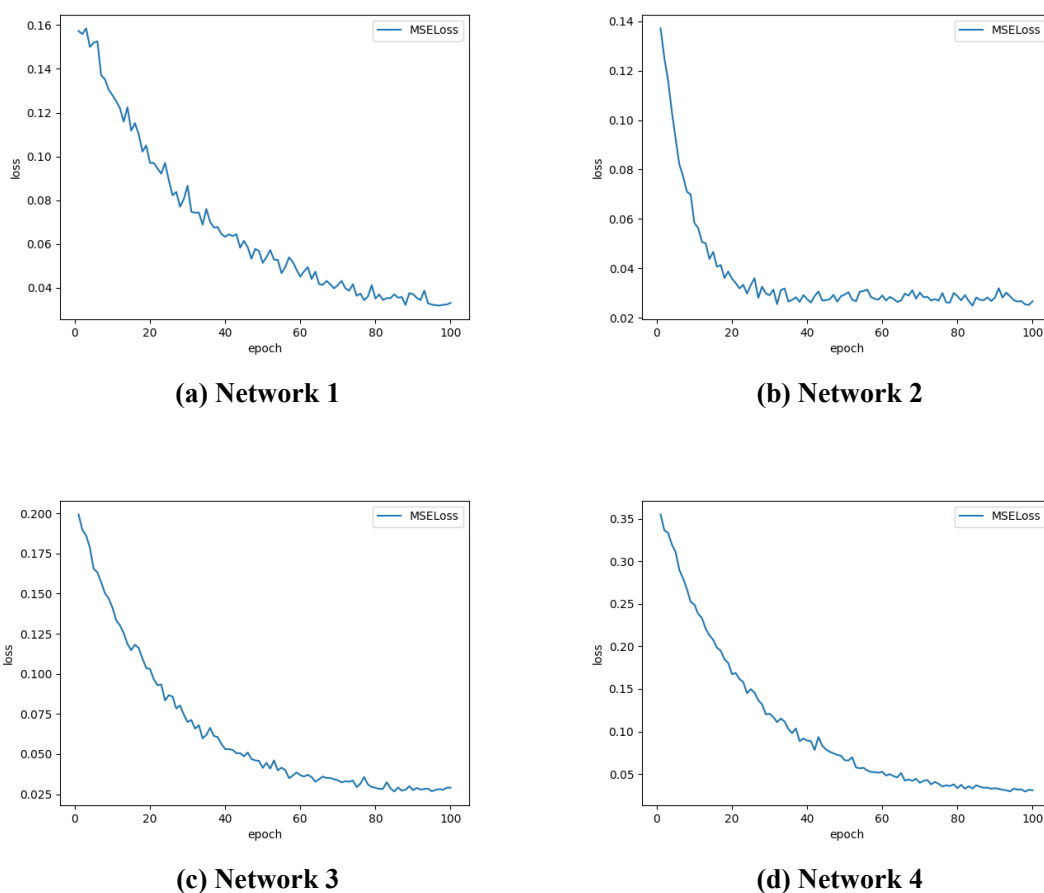 0.16
0.14
0.12
0.10
0.08
0.06
0.04
loss
MSELoss
0 20 40 60 80 100
epoch
(a) Network 1
0.14
0.12
0.10
0.08
0.06
0.04
0.02
loss
MSELoss
0 20 40 60 80 100
epoch
(b) Network 2
0.200
0.175
0.150
0.125
0.100
0.075
0.050
0.025
loss
MSELoss
0 20 40 60 80 100
epoch
(c) Network 3
0.35
0.30
0.25
0.20
0.15
0.10
0.05
loss
MSELoss
0 20 40 60 80 100
epoch
(d) Network 4